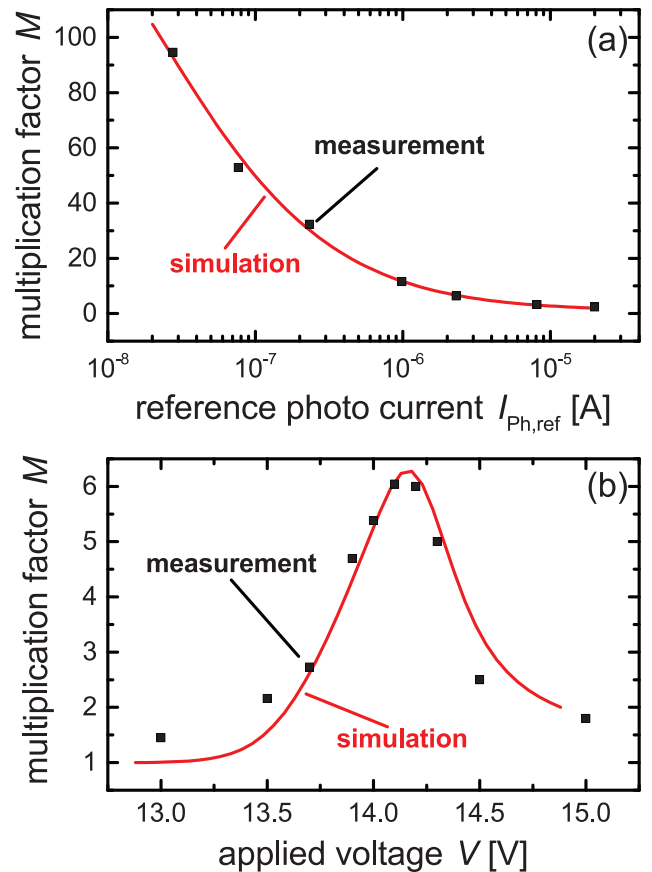 (a)
multiplication factor M
100
80
60
40
20
0
measurement
simulation
10⁻⁸
10⁻⁷
10⁻⁶
10⁻⁵
reference photo current I_Ph,ref [A]
(b)
multiplication factor M
6
5
4
3
2
1
measurement
simulation
13.0
13.5
14.0
14.5
15.0
applied voltage V [V]